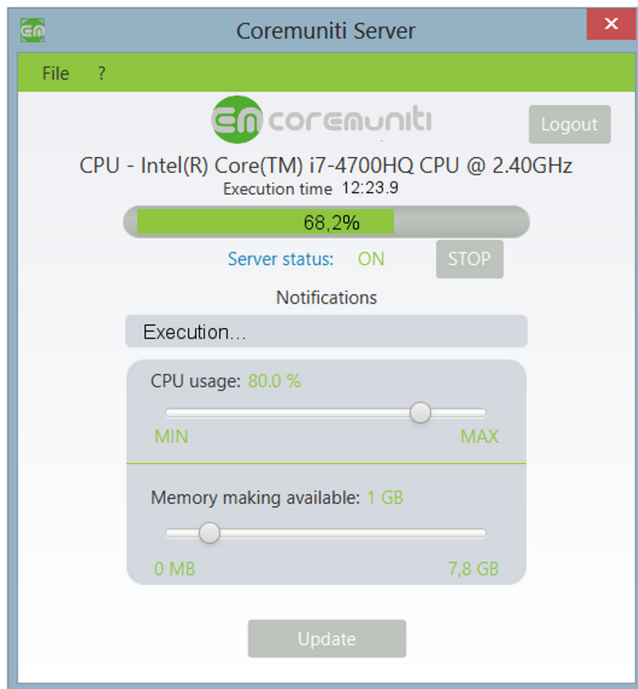 Coremuniti Server
File ?
coremuniti
Logout
CPU - Intel(R) Core(TM) i7-4700HQ CPU @ 2.40GHz
Execution time 12:23.9
68,2%
Server status: ON STOP
Notifications
Execution...
CPU usage: 80.0 %
MIN MAX
Memory making available: 1 GB
0 MB 7,8 GB
Update